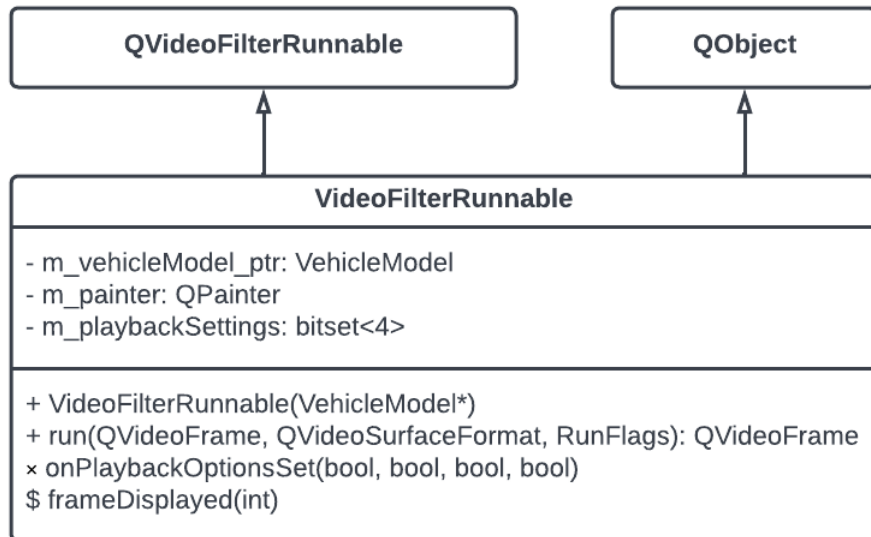 QVideoFilterRunnable
QObject
VideoFilterRunnable
- m_vehicleModel_ptr: VehicleModel
- m_painter: QPainter
- m_playbackSettings: bitset<4>
+ VideoFilterRunnable(VehicleModel*)
+ run(QVideoFrame, QVideoSurfaceFormat, RunFlags): QVideoFrame
× onPlaybackOptionsSet(bool, bool, bool, bool)
$ frameDisplayed(int)